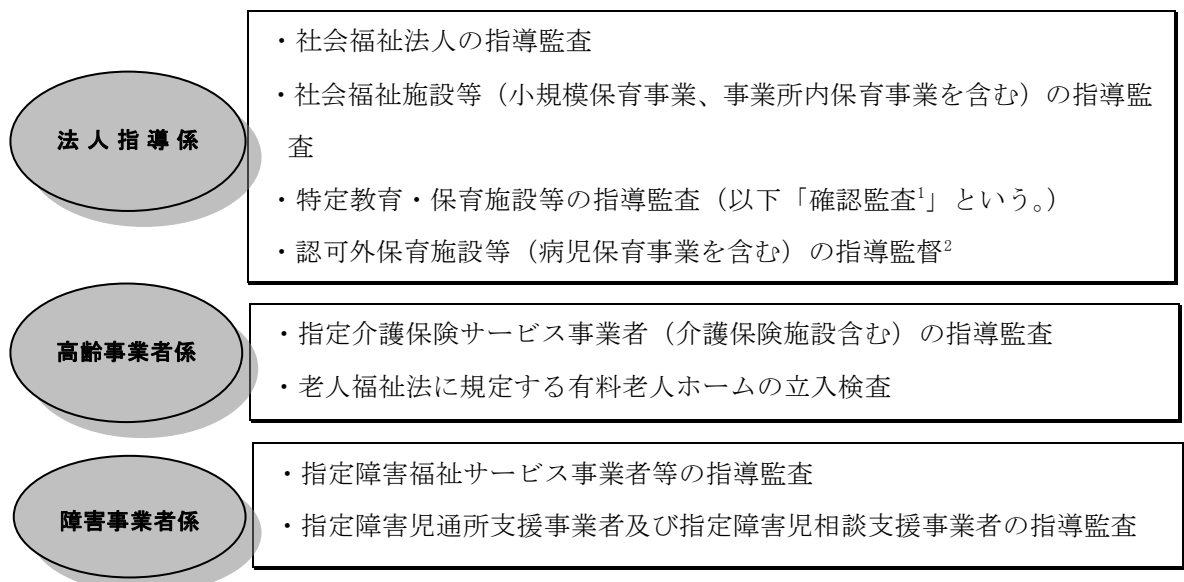 法人指導係
・社会福祉法人の指導監査
・社会福祉施設等（小規模保育事業、事業所内保育事業を含む）の指導監
査
・特定教育・保育施設等の指導監査（以下「確認監査¹」という。）
・認可外保育施設等（病児保育事業を含む）の指導監督²
高齢事業者係
・指定介護保険サービス事業者（介護保険施設含む）の指導監査
・老人福祉法に規定する有料老人ホームの立入検査
障害事業者係
・指定障害福祉サービス事業者等の指導監査
・指定障害児通所支援事業者及び指定障害児相談支援事業者の指導監査